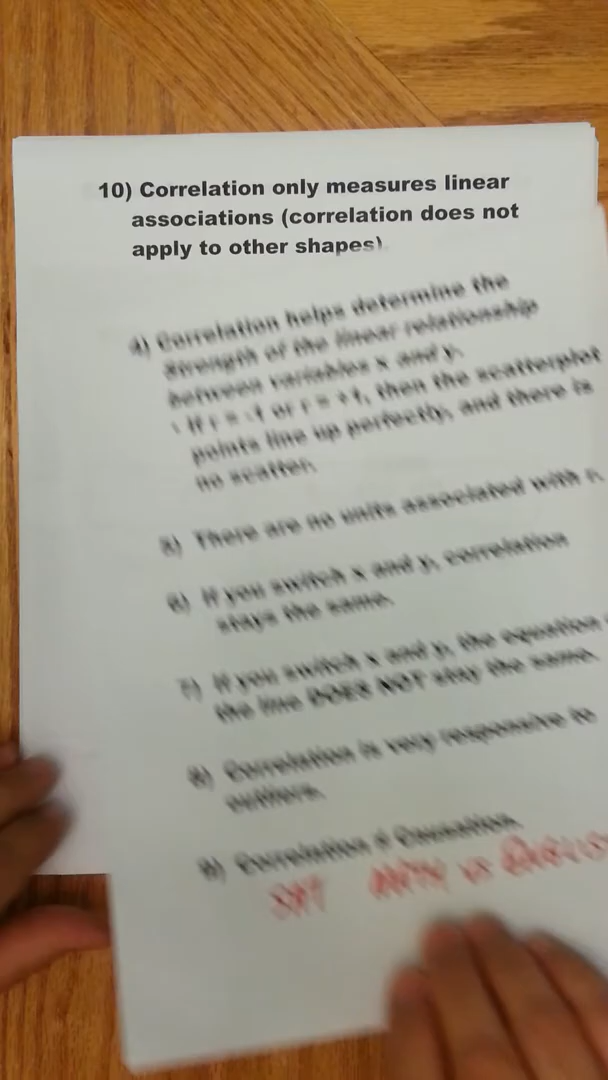 10) Correlation only measures linear
associations (correlation does not
apply to other shapes)
4) Correlation helps determine the
strength of the linear relationship
between variables x and y.
If r = -1 or r = +1, then the scatterplot
points line up perfectly, and there is
no scatter.
5) There are no units associated with r.
6) If you switch x and y, correlation
stays the same.
7) If you switch x and y, the equation
the line DOES NOT stay the same.
8) Correlation is very responsive to
outliers.
9) Correlation ≠ Causation.
SAT MATH vs